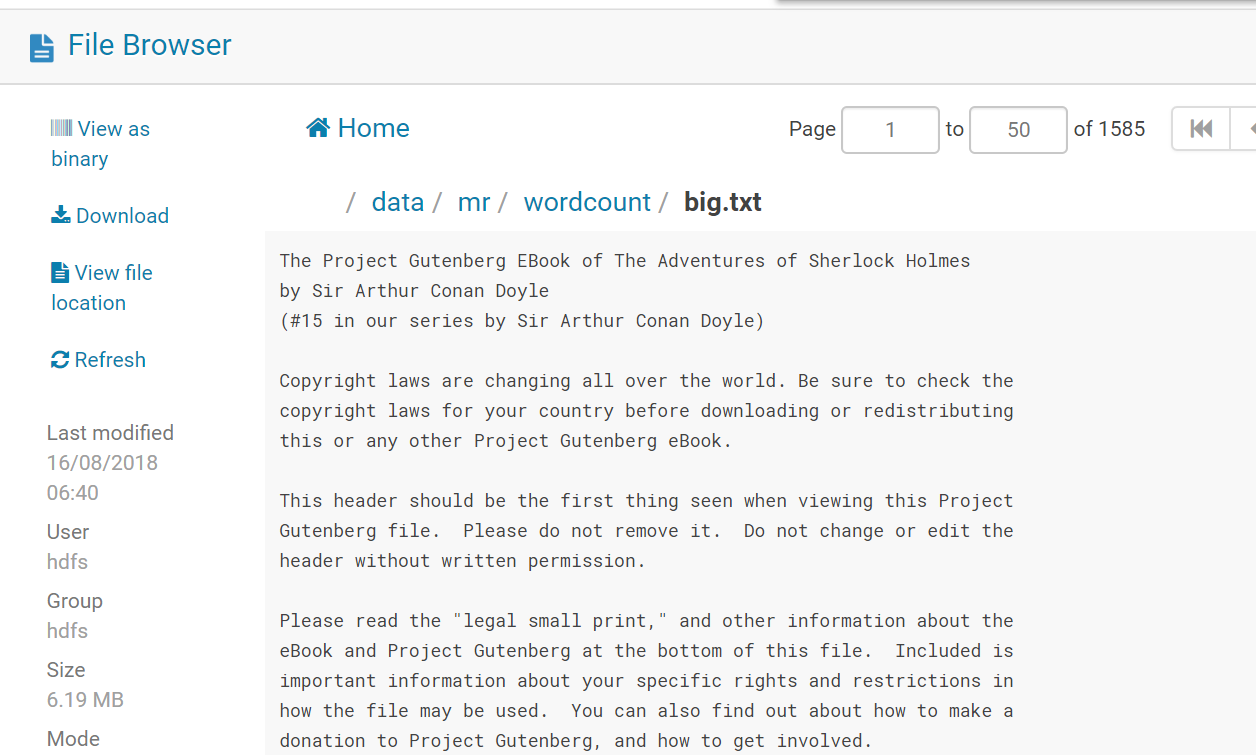 File Browser
View as
binary
Download
View file
location
Refresh
Last modified
16/08/2018
06:40
User
hdfs
Group
hdfs
Size
6.19 MB
Mode
Home
Page 1 to 50 of 1585
/ data / mr / wordcount / big.txt
The Project Gutenberg EBook of The Adventures of Sherlock Holmes
by Sir Arthur Conan Doyle
(#15 in our series by Sir Arthur Conan Doyle)
Copyright laws are changing all over the world. Be sure to check the
copyright laws for your country before downloading or redistributing
this or any other Project Gutenberg eBook.
This header should be the first thing seen when viewing this Project
Gutenberg file.  Please do not remove it.  Do not change or edit the
header without written permission.
Please read the "legal small print," and other information about the
eBook and Project Gutenberg at the bottom of this file.  Included is
important information about your specific rights and restrictions in
how the file may be used.  You can also find out about how to make a
donation to Project Gutenberg, and how to get involved.